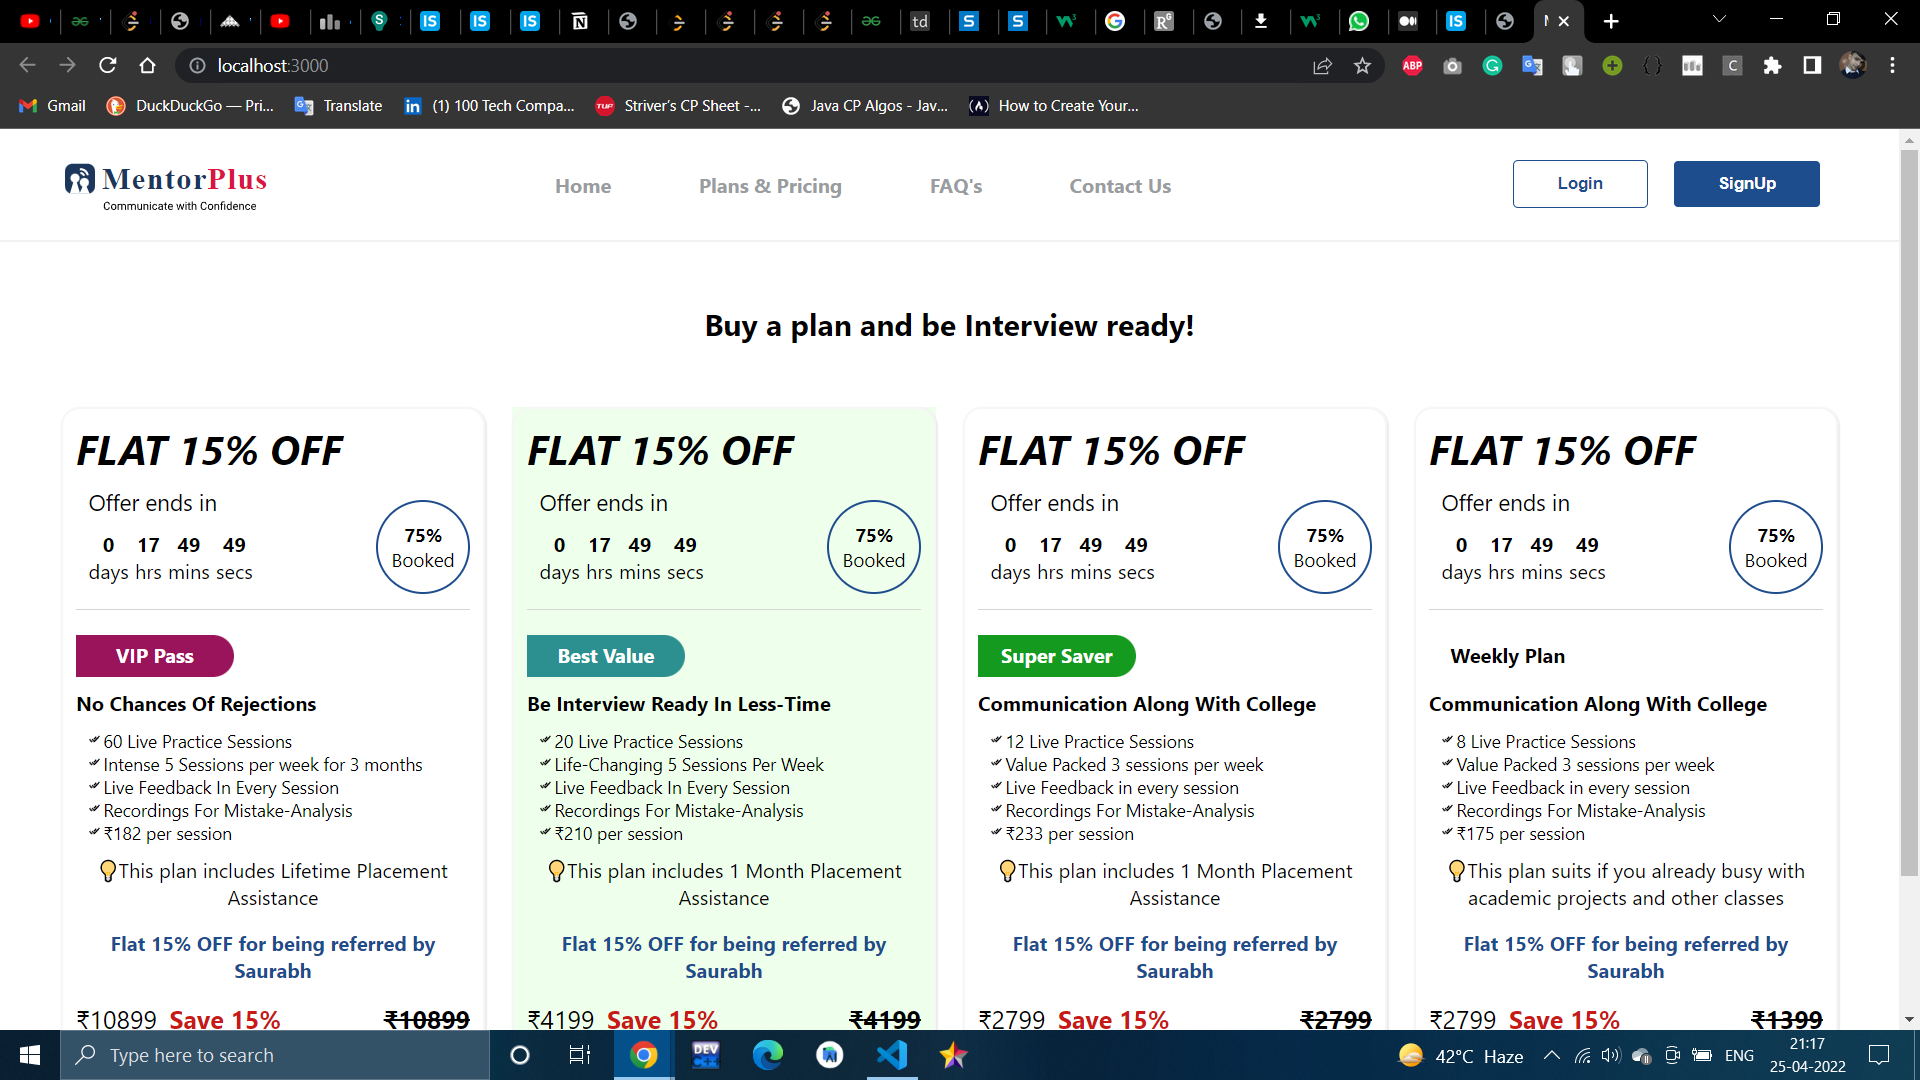 localhost:3000
Gmail
DuckDuckGo — Pri...
Translate
(1) 100 Tech Compa...
Striver's CP Sheet -...
Java CP Algos - Jav...
How to Create Your...
MentorPlus
Communicate with Confidence
Home
Plans & Pricing
FAQ's
Contact Us
Login
SignUp
Buy a plan and be Interview ready!
FLAT 15% OFF
Offer ends in
0 17 49 49
days hrs mins secs
75%
Booked
VIP Pass
No Chances Of Rejections
60 Live Practice Sessions
Intense 5 Sessions per week for 3 months
Live Feedback In Every Session
Recordings For Mistake-Analysis
₹182 per session
💡This plan includes Lifetime Placement
Assistance
Flat 15% OFF for being referred by
Saurabh
₹10899 Save 15% ₹10899
FLAT 15% OFF
Offer ends in
0 17 49 49
days hrs mins secs
75%
Booked
Best Value
Be Interview Ready In Less-Time
20 Live Practice Sessions
Life-Changing 5 Sessions Per Week
Live Feedback In Every Session
Recordings For Mistake-Analysis
₹210 per session
💡This plan includes 1 Month Placement
Assistance
Flat 15% OFF for being referred by
Saurabh
₹4199 Save 15% ₹4199
FLAT 15% OFF
Offer ends in
0 17 49 49
days hrs mins secs
75%
Booked
Super Saver
Communication Along With College
12 Live Practice Sessions
Value Packed 3 sessions per week
Live Feedback in every session
Recordings For Mistake-Analysis
₹233 per session
💡This plan includes 1 Month Placement
Assistance
Flat 15% OFF for being referred by
Saurabh
₹2799 Save 15% ₹2799
FLAT 15% OFF
Offer ends in
0 17 49 49
days hrs mins secs
75%
Booked
Weekly Plan
Communication Along With College
8 Live Practice Sessions
Value Packed 3 sessions per week
Live Feedback in every session
Recordings For Mistake-Analysis
₹175 per session
💡This plan suits if you already busy with
academic projects and other classes
Flat 15% OFF for being referred by
Saurabh
₹2799 Save 15% ₹1399
Type here to search
42°C Haze
ENG
21:17
25-04-2022